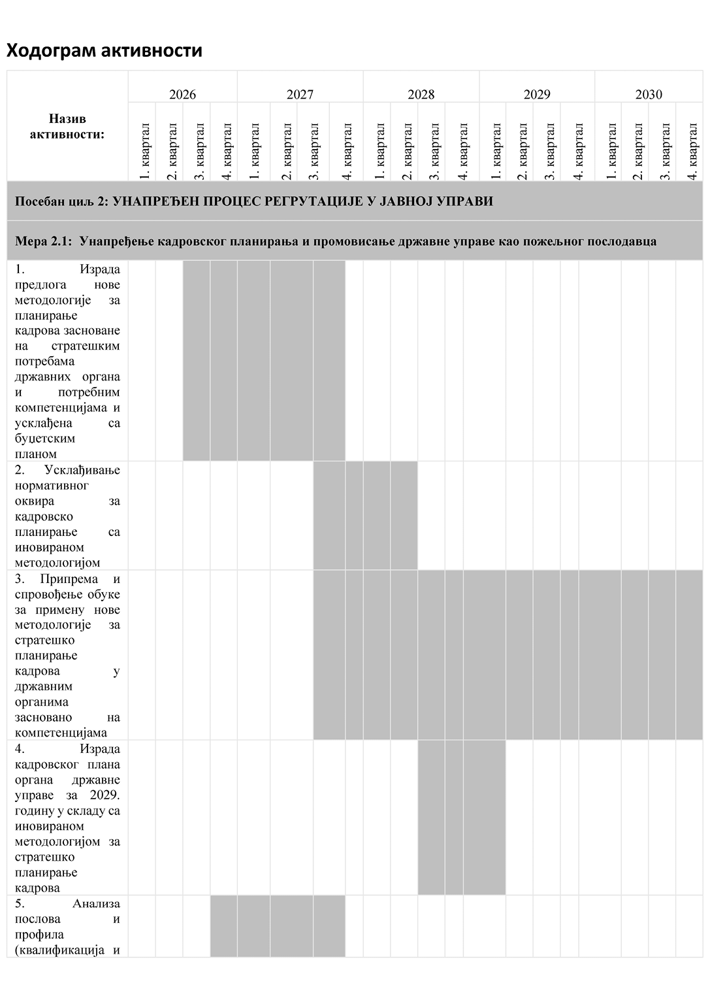 Ходограм активности
Назив
активности:
2026
2027
2028
2029
2030
1. квартал
2. квартал
3. квартал
4. квартал
1. квартал
2. квартал
3. квартал
4. квартал
1. квартал
2. квартал
3. квартал
4. квартал
1. квартал
2. квартал
3. квартал
4. квартал
1. квартал
2. квартал
3. квартал
4. квартал
Посебан циљ 2: УНАПРЕЂЕН ПРОЦЕС РЕГРУТАЦИЈЕ У ЈАВНОЈ УПРАВИ
Мера 2.1: Унапређење кадровског планирања и промовисање државне управе као пожељног послодавца
1. Израда
предлога нове
методологије за
планирање
кадрова засноване
на стратешким
потребама
државних органа
и потребним
компетенцијама и
усклађена са
буџетским
планом
2. Усклађивање
нормативног
оквира за
кадровско
планирање са
иновираном
методологијом
3. Припрема и
спровођење обуке
за примену нове
методологије за
стратешко
планирање
кадрова у
државним
органима
засновано на
компетенцијама
4. Израда
кадровског плана
органа државне
управе за 2029.
годину у складу са
иновираном
методологијом за
стратешко
планирање
кадрова
5. Анализа
послова и
профила
(квалификација и